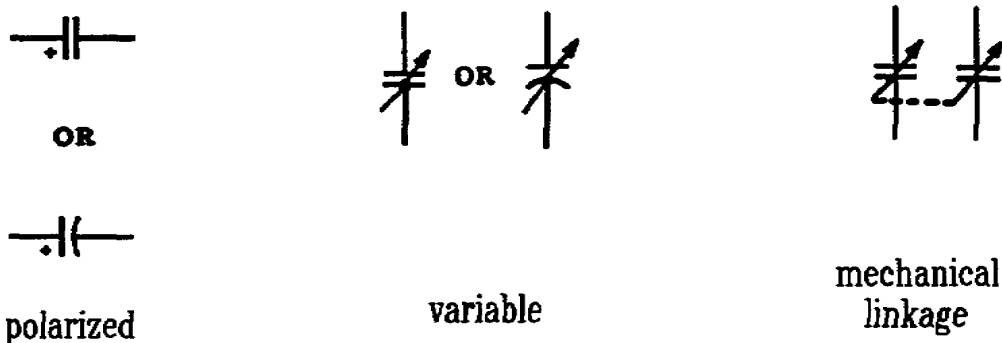 +
OR
+
polarized
OR
variable
mechanical
linkage